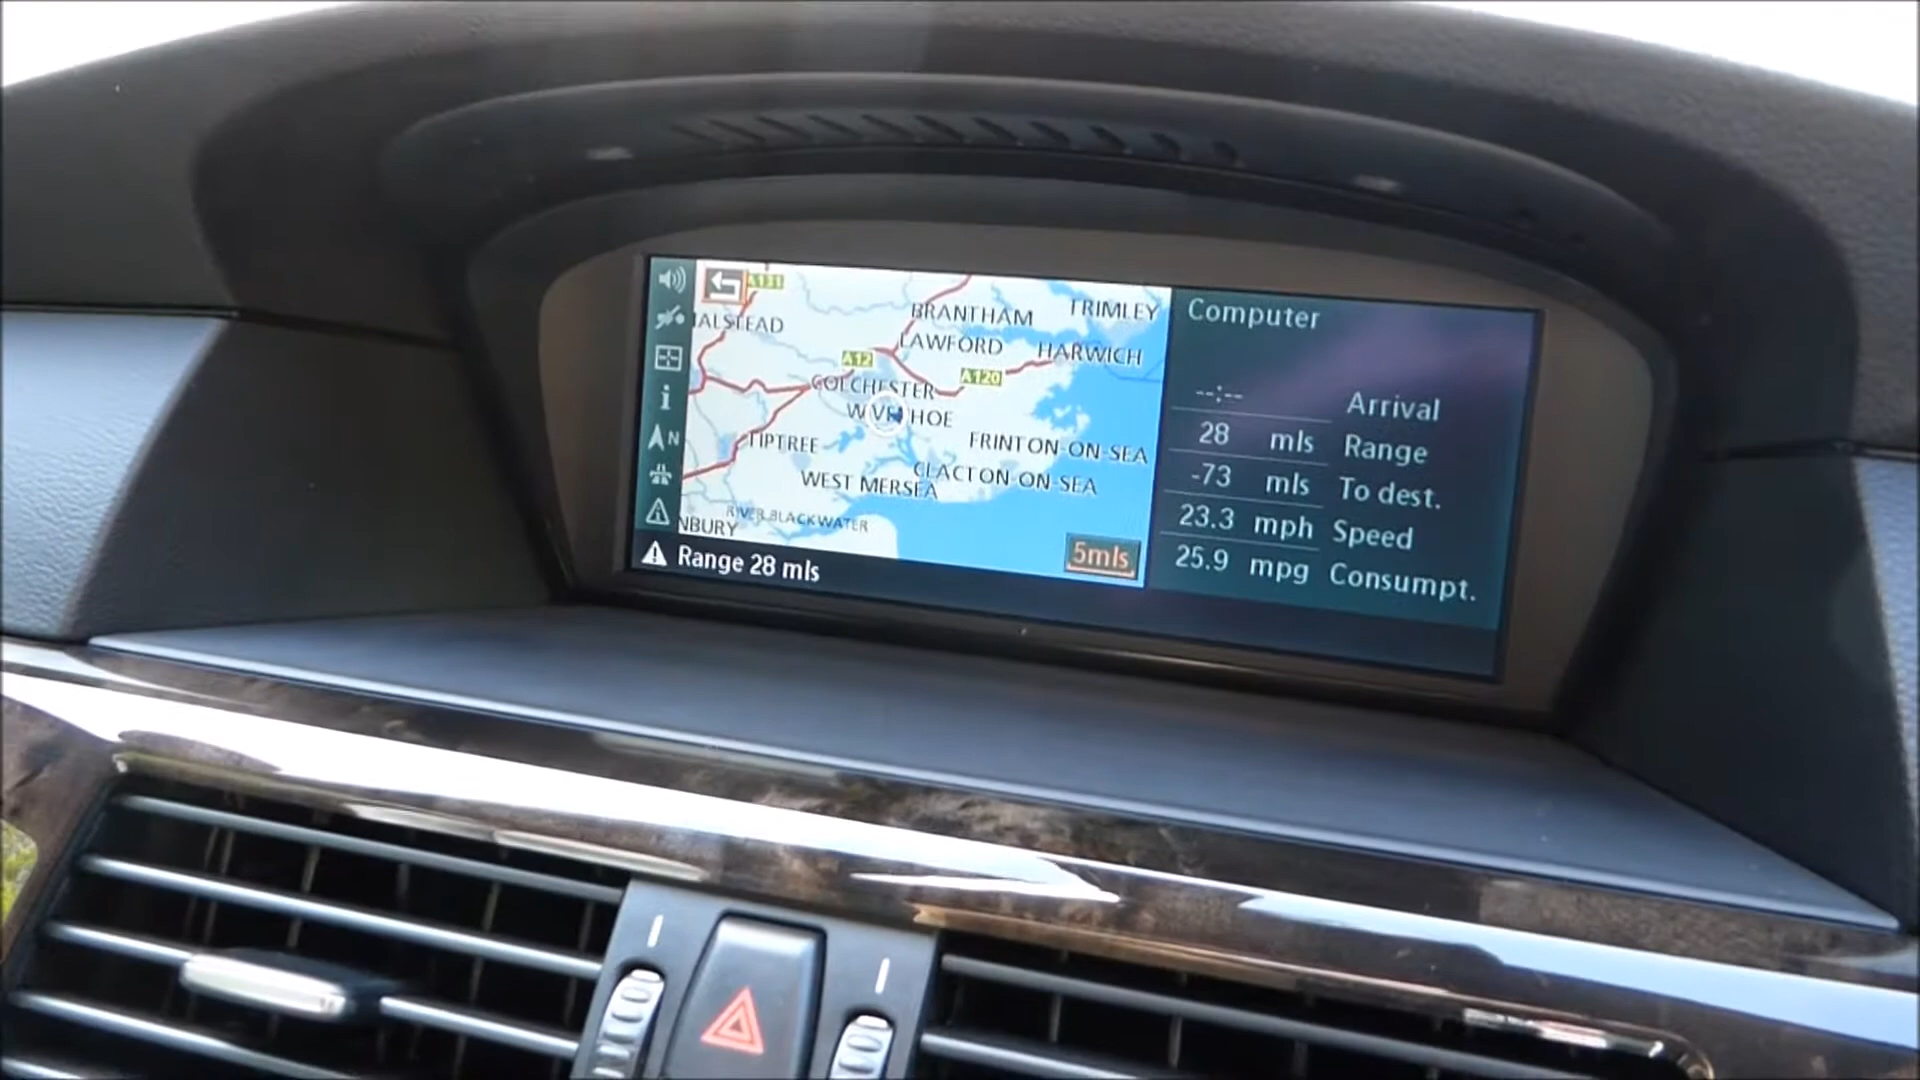 A131
BRANTHAM
TRIMLEY
ALSTEAD
LAWFORD
HARWICH
A12
A120
COLCHESTER
WIVENHOE
N
TIPTREE
FRINTON-ON-SEA
CLACTON-ON-SEA
WEST MERSEA
RIVER BLACKWATER
NBURY
5mls
Range 28 mls
Computer
--:-- Arrival
28 mls Range
-73 mls To dest.
23.3 mph Speed
25.9 mpg Consumpt.